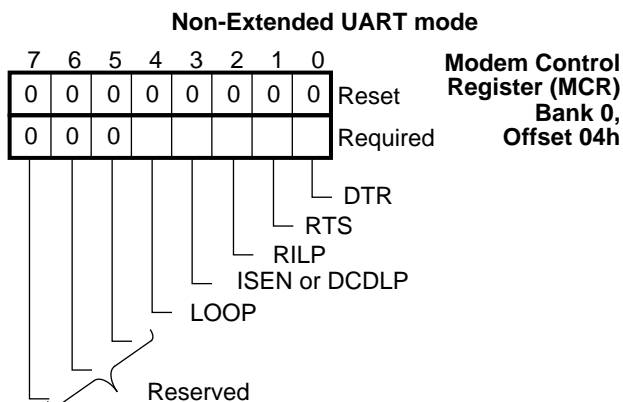 Non-Extended UART mode
7 6 5 4 3 2 1 0
Modem Control
Register (MCR)
Bank 0,
Offset 04h
0 0 0 0 0 0 0 0 Reset
0 0 0 Required
DTR
RTS
RILP
ISEN or DCDLP
LOOP
Reserved